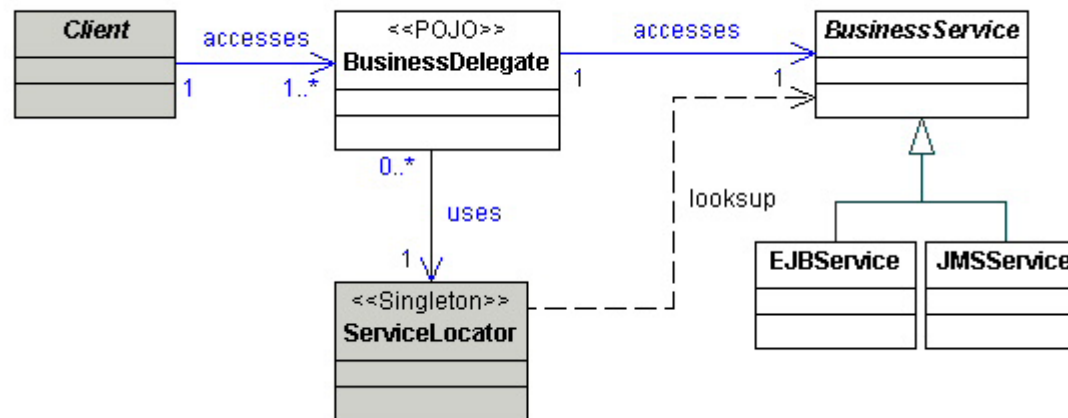 Client
accesses
1
1..*
<<POJO>>
BusinessDelegate
accesses
1
1
BusinessService
0..*
uses
1
looksup
<<Singleton>>
ServiceLocator
EJBService
JMSService